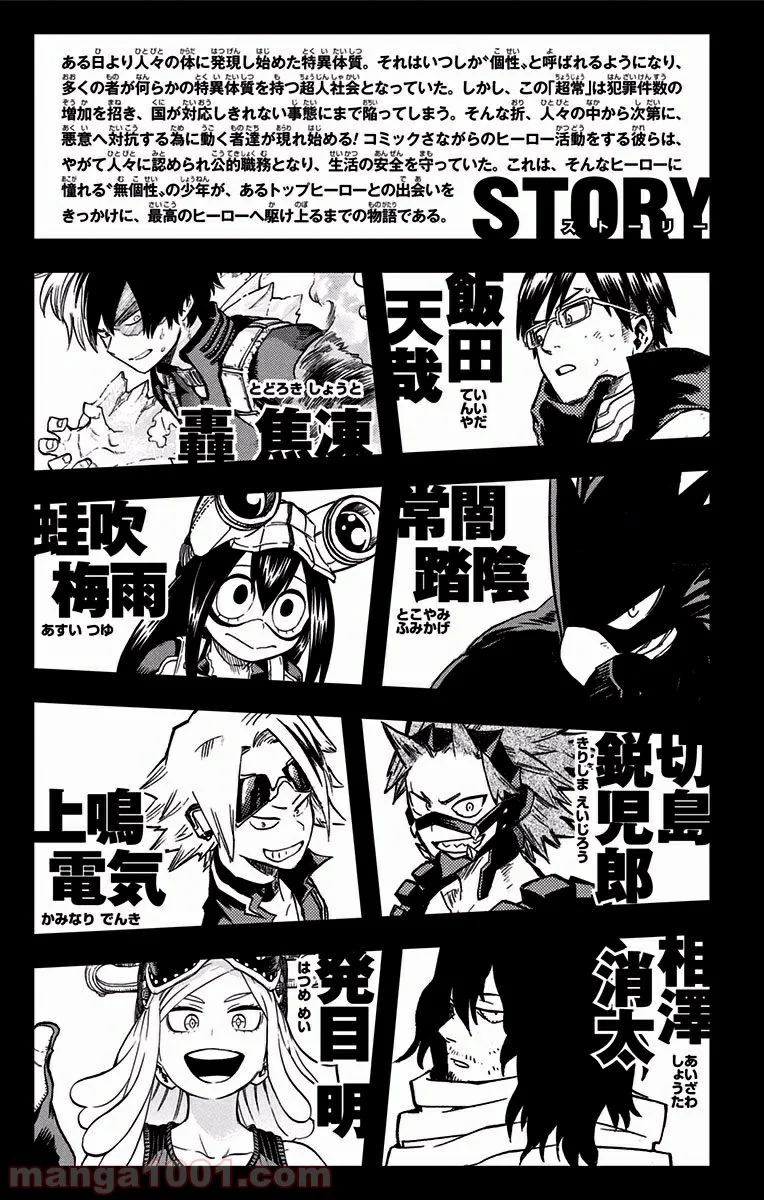 ある日より人々の体に発現し始めた特異体質。それはいつしか“個性”と呼ばれるようになり、
多くの者が何らかの特異体質を持つ超人社会となっていた。しかし、この「超常」は犯罪件数の
増加を招き、国が対応しきれない事態にまで陥ってしまう。そんな折、人々の中から次第に、
悪意へ対抗する為に動く者達が現れ始める!コミックさながらのヒーロー活動をする彼らは、
やがて人々に認められ公的職務となり、生活の安全を守っていた。これは、そんなヒーローに
憧れる“無個性”の少年が、あるトップヒーローとの出会いを
きっかけに、最高のヒーローへ駆け上るまでの物語である。
STORY
ストーリー
飯田
天哉
いいだ
てんや
とどろき しょうと
轟 焦凍
常闇
踏陰
とこやみ
ふみかげ
蛙吹
梅雨
あすい つゆ
切島
鋭児郎
きりしま えいじろう
上鳴
電気
かみなり でんき
相澤
消太
あいざわ
しょうた
発目 明
はつめ めい
manga1001.com